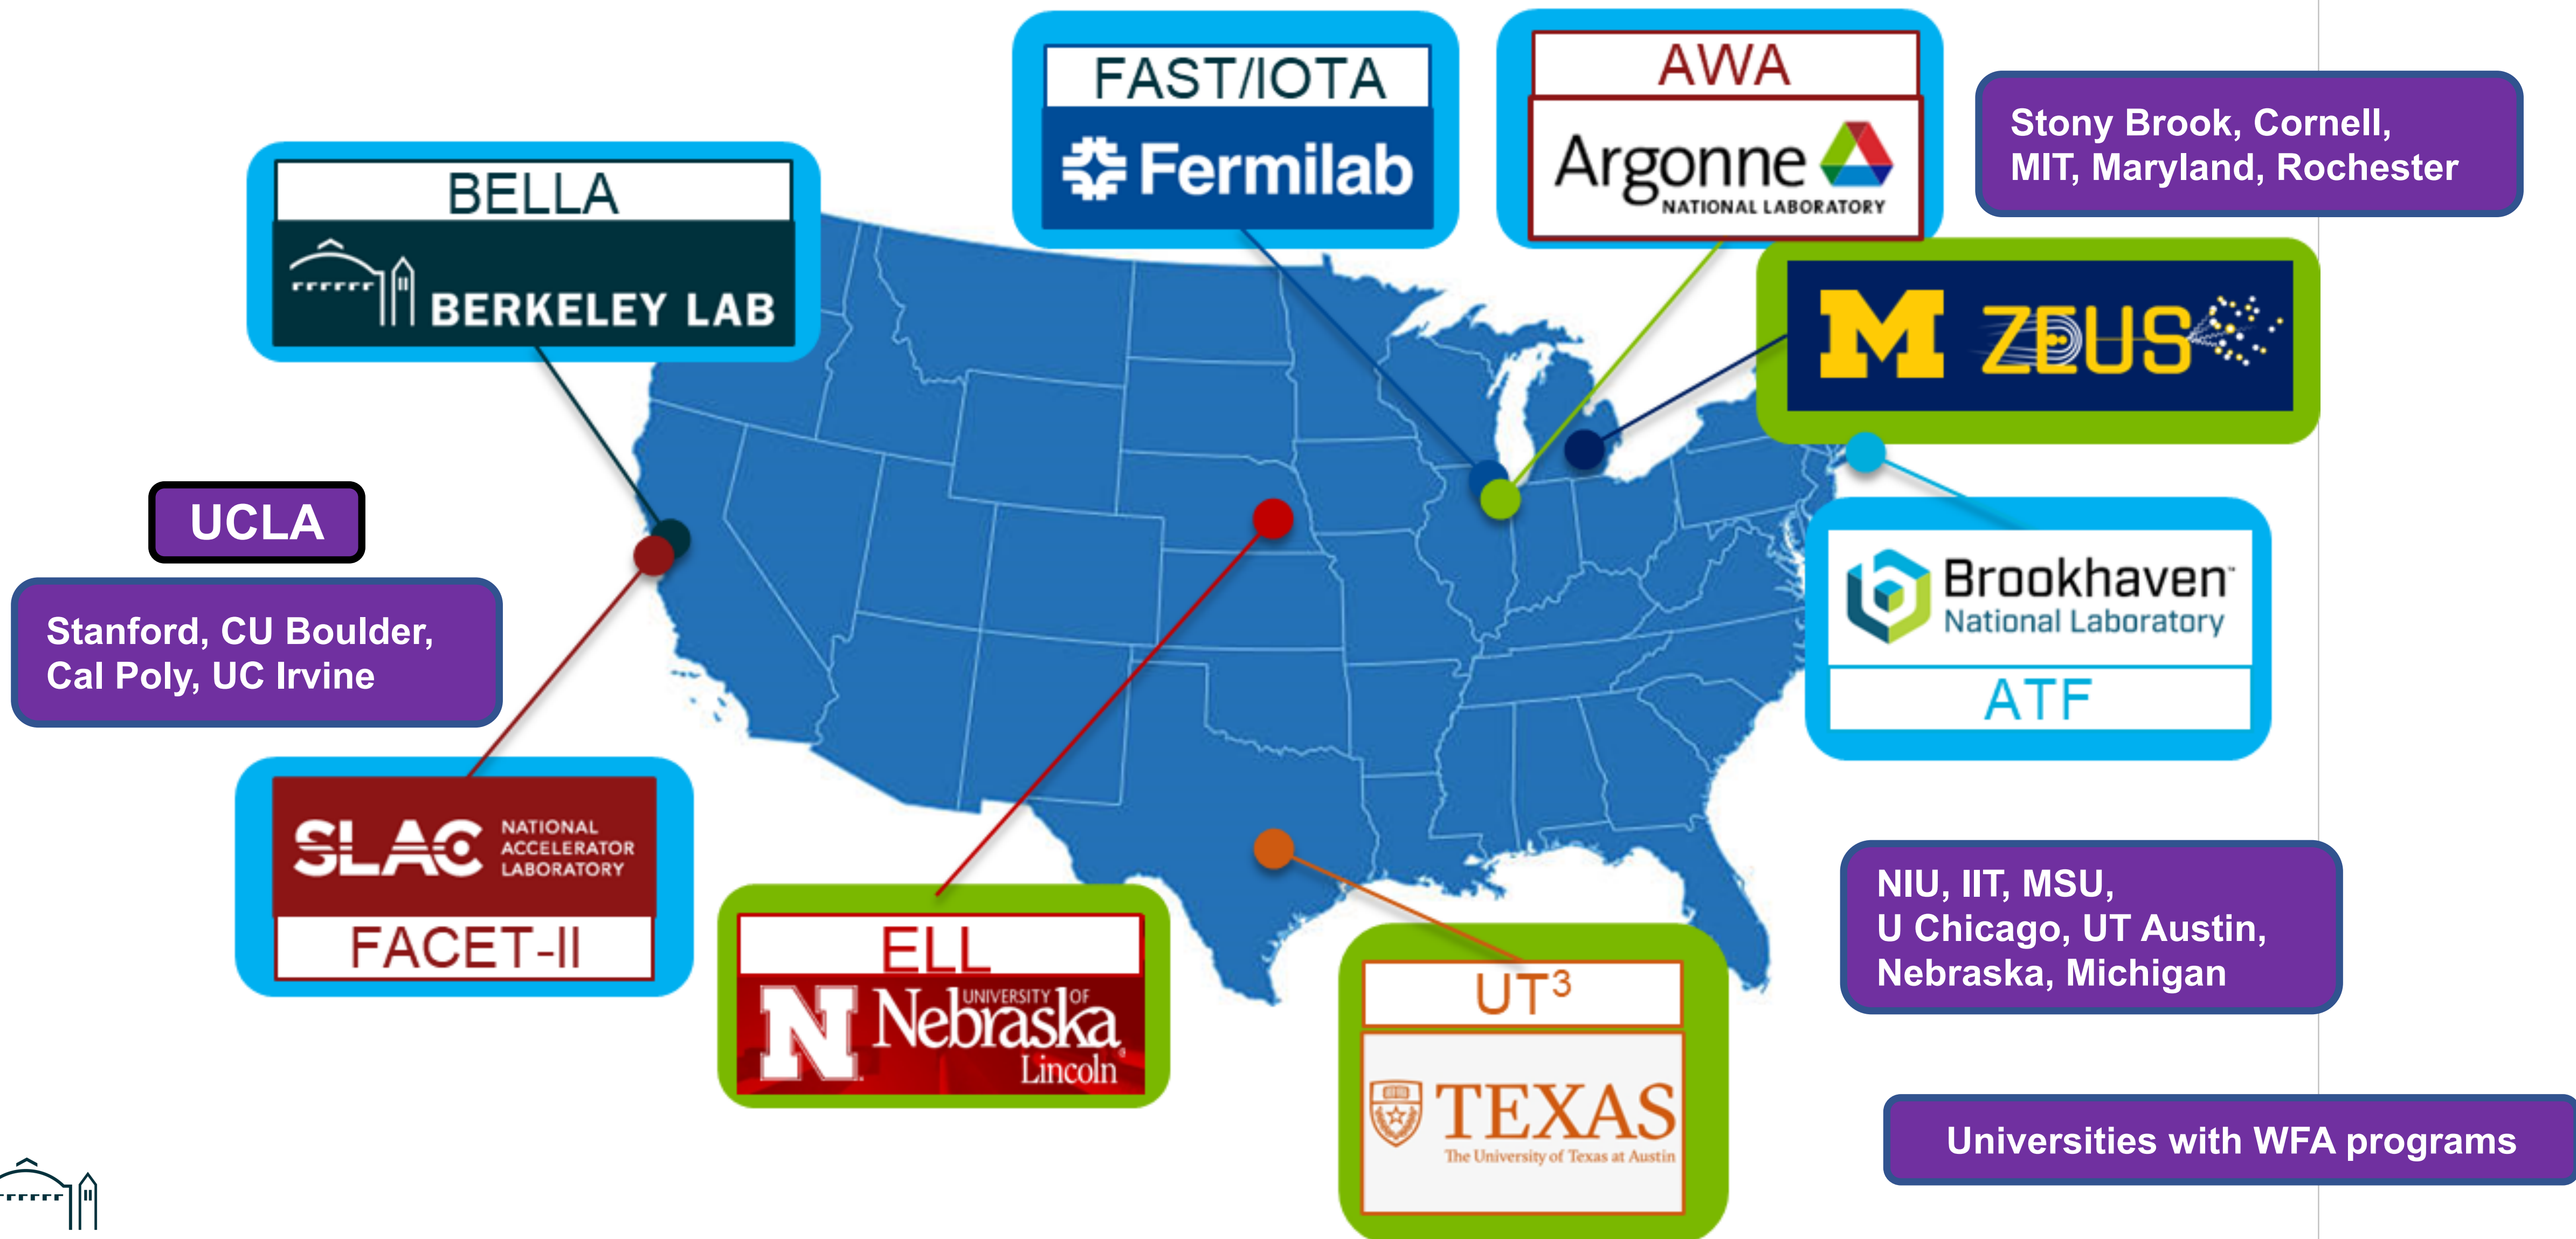 FAST/IOTA
Fermilab
AWA
Argonne
NATIONAL LABORATORY
Stony Brook, Cornell,
MIT, Maryland, Rochester
BELLA
BERKELEY LAB
M ZEUS
UCLA
Stanford, CU Boulder,
Cal Poly, UC Irvine
Brookhaven™
National Laboratory
ATF
SLAC NATIONAL
ACCELERATOR
LABORATORY
FACET-II
ELL
N UNIVERSITY OF
Nebraska®
Lincoln
UT³
TEXAS
The University of Texas at Austin
NIU, IIT, MSU,
U Chicago, UT Austin,
Nebraska, Michigan
Universities with WFA programs